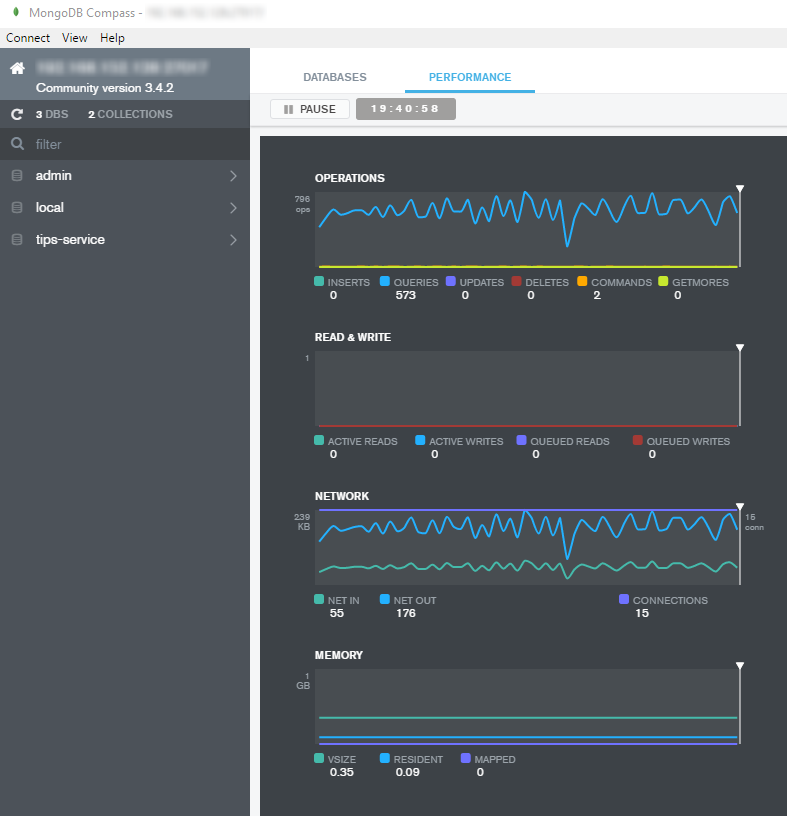 MongoDB Compass -
Connect View Help
Community version 3.4.2
3 DBS 2 COLLECTIONS
filter
admin
local
tips-service
DATABASES PERFORMANCE
PAUSE 19:40:58
OPERATIONS
796
ops
INSERTS QUERIES UPDATES DELETES COMMANDS GETMORES
0 573 0 0 2 0
READ & WRITE
1
ACTIVE READS ACTIVE WRITES QUEUED READS QUEUED WRITES
0 0 0 0
NETWORK
239 16
KB conn
NET IN NET OUT CONNECTIONS
55 176 15
MEMORY
1
GB
VSIZE RESIDENT MAPPED
0.35 0.09 0